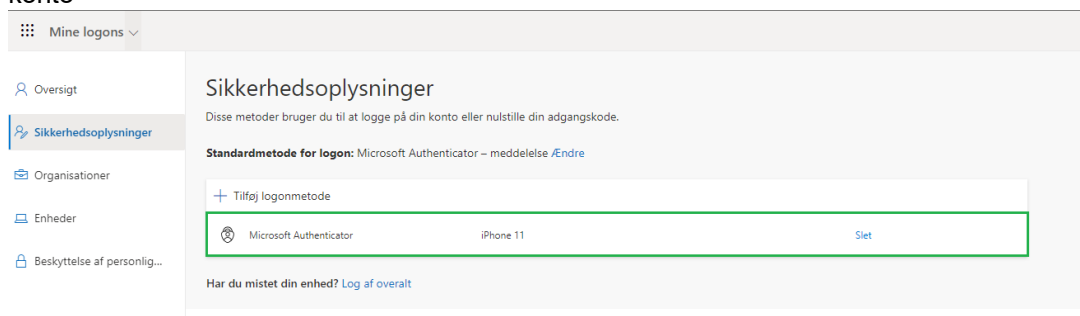 konto
Mine logons
Oversigt
Sikkerhedsoplysninger
Organisationer
Enheder
Beskyttelse af personlig...
Sikkerhedsoplysninger
Disse metoder bruger du til at logge på din konto eller nulstille din adgangskode.
Standardmetode for logon: Microsoft Authenticator – meddelelse Ændre
+ Tilføj logonmetode
Microsoft Authenticator iPhone 11 Slet
Har du mistet din enhed? Log af overalt